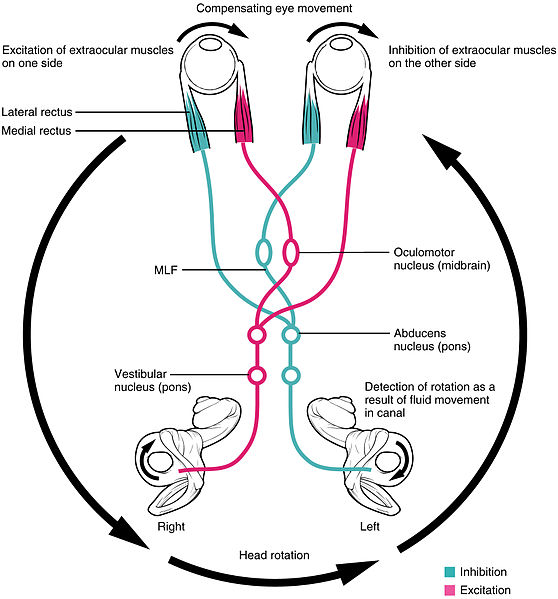 Compensating eye movement
Excitation of extraocular muscles
on one side
Inhibition of extraocular muscles
on the other side
Lateral rectus
Medial rectus
MLF
Oculomotor
nucleus (midbrain)
Abducens
nucleus (pons)
Vestibular
nucleus (pons)
Detection of rotation as a
result of fluid movement
in canal
Right
Left
Head rotation
Inhibition
Excitation